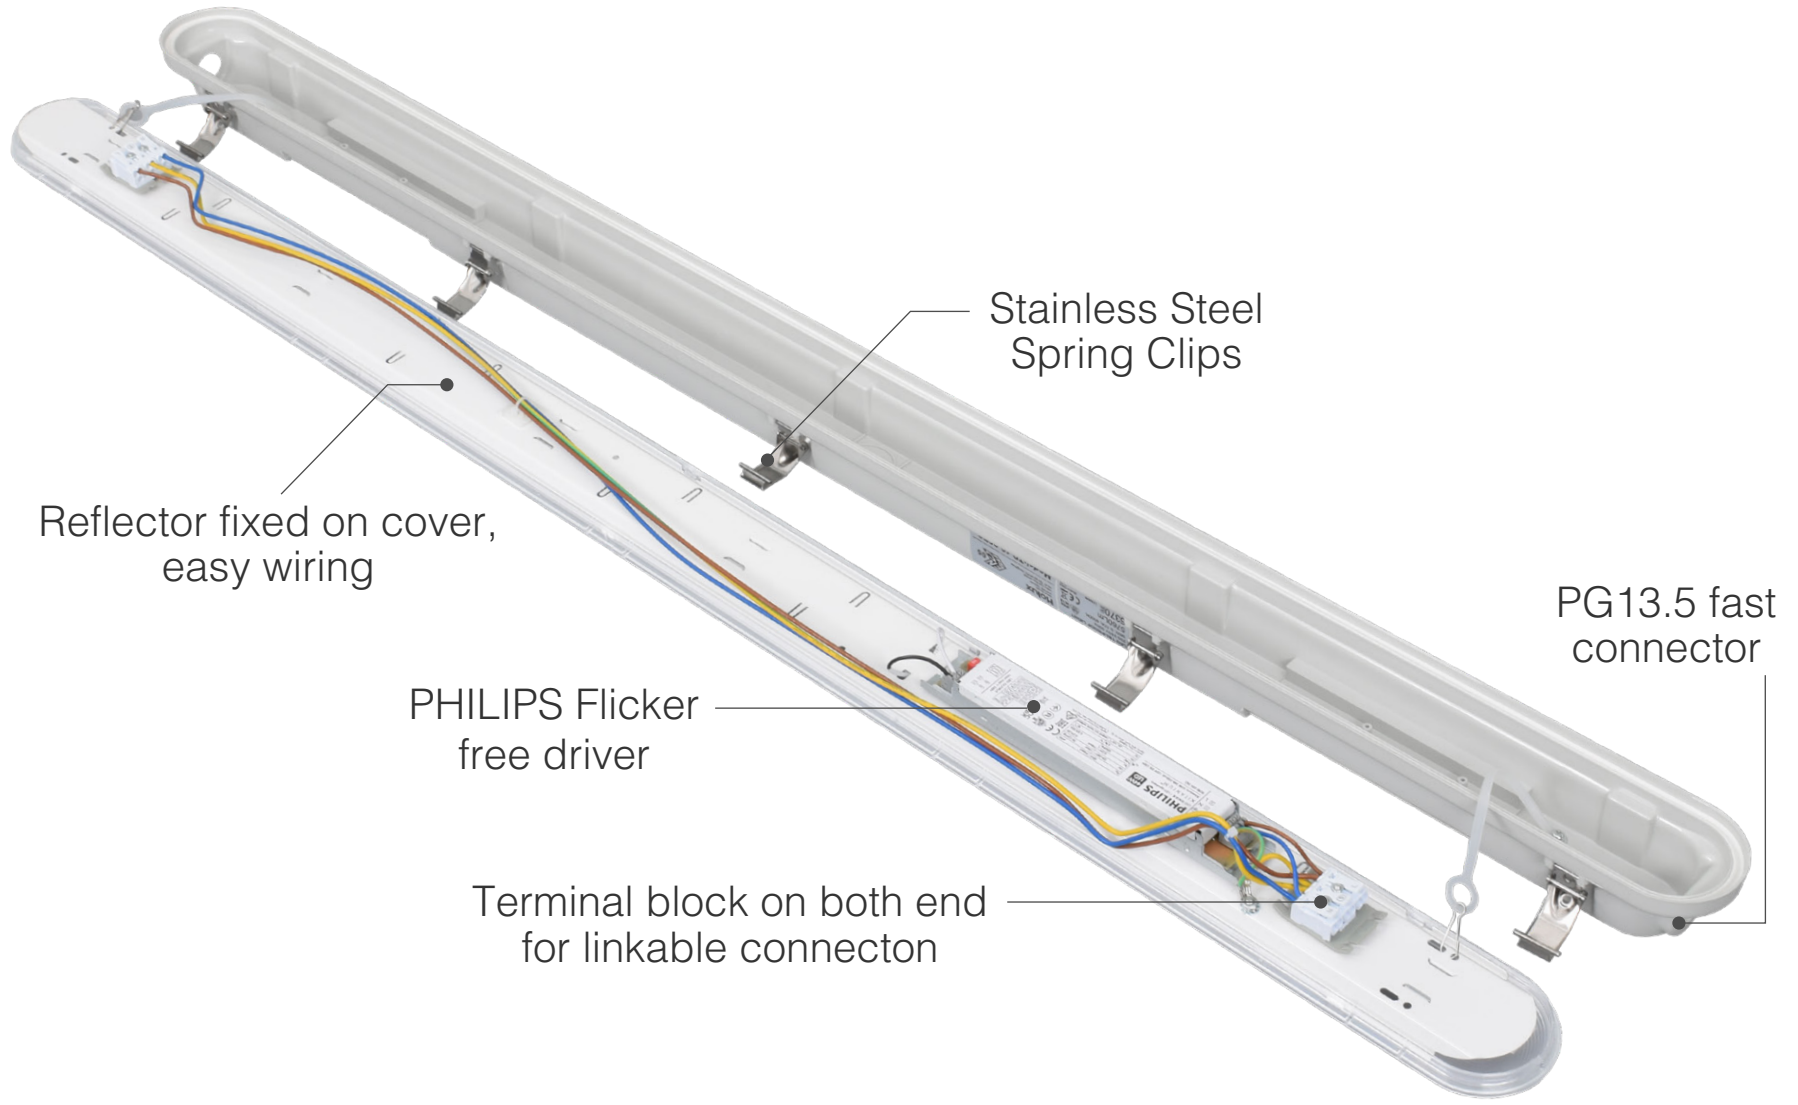 Stainless Steel
Spring Clips
Reflector fixed on cover,
easy wiring
PG13.5 fast
connector
PHILIPS Flicker
free driver
PHILIPS
Terminal block on both end
for linkable connecton